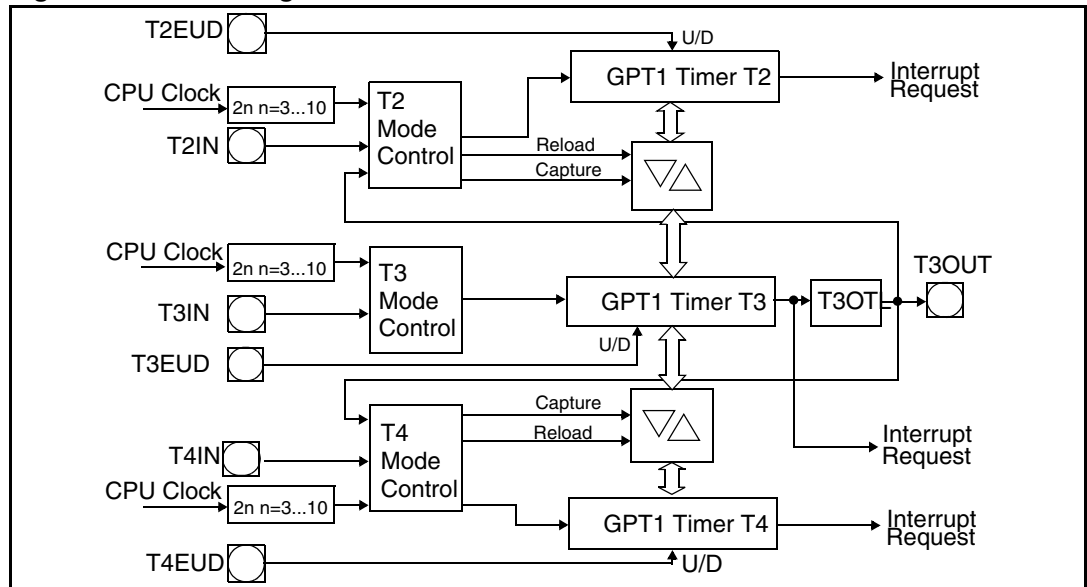 T2EUD
U/D
GPT1 Timer T2
Interrupt
Request
CPU Clock
2n n=3...10
T2
Mode
Control
T2IN
Reload
Capture
CPU Clock
2n n=3...10
T3
Mode
Control
T3IN
T3EUD
U/D
GPT1 Timer T3
T3OT
T3OUT
Capture
Reload
T4
Mode
Control
T4IN
CPU Clock
2n n=3...10
Interrupt
Request
GPT1 Timer T4
Interrupt
Request
T4EUD
U/D